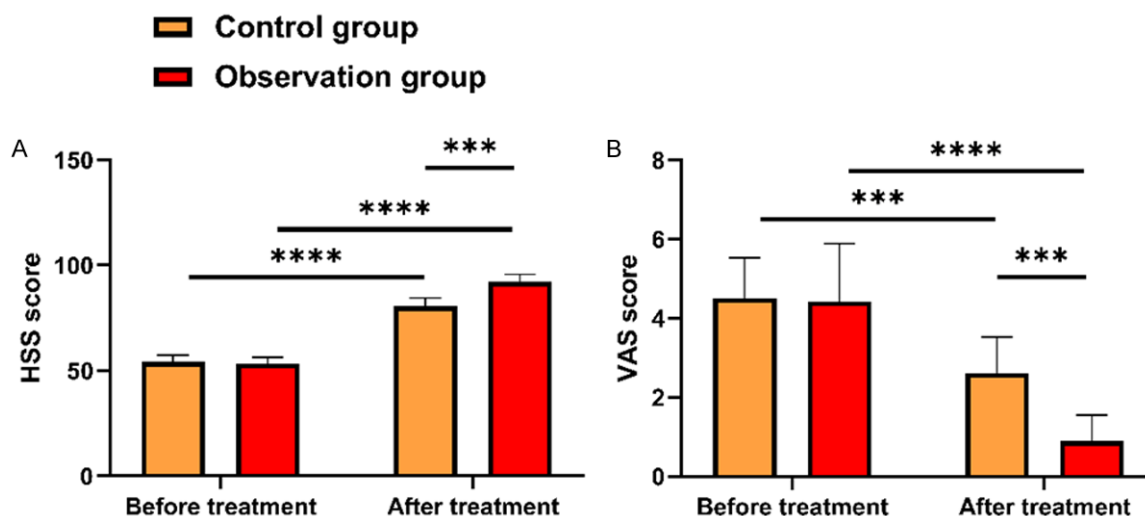 Control group
Observation group
A
***
****
****
150
100
50
0
HSS score
Before treatment
After treatment
B
****
***
***
8
6
4
2
0
VAS score
Before treatment
After treatment